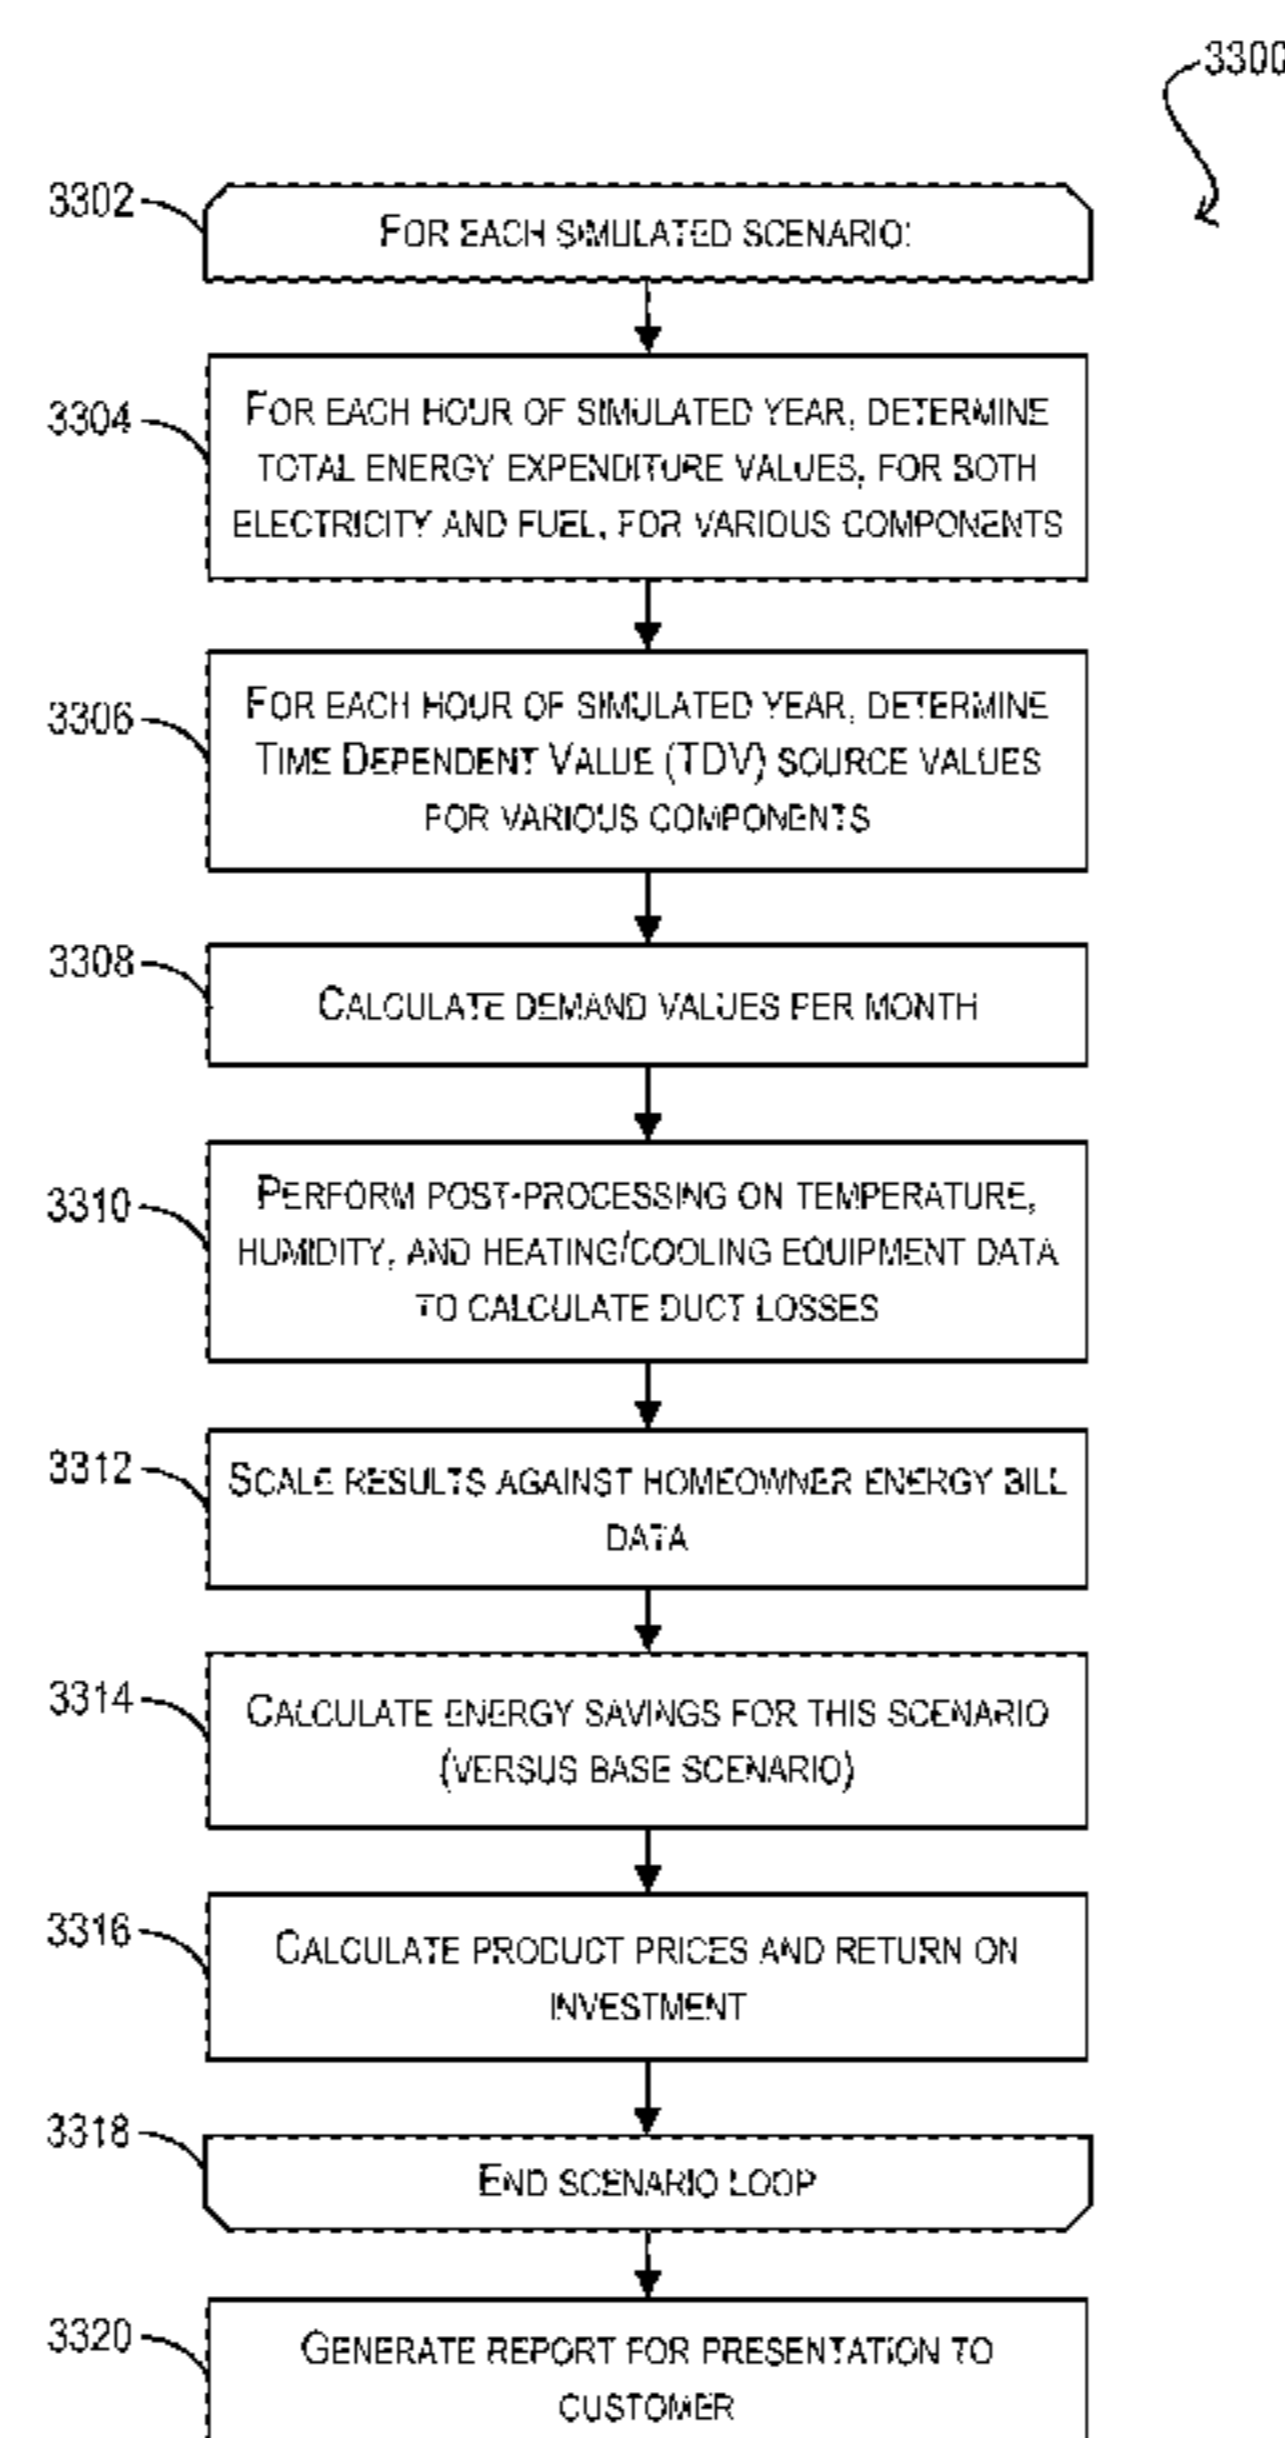 3300
3302
FOR EACH SIMULATED SCENARIO:
3304
FOR EACH HOUR OF SIMULATED YEAR, DETERMINE
TOTAL ENERGY EXPENDITURE VALUES, FOR BOTH
ELECTRICITY AND FUEL, FOR VARIOUS COMPONENTS
3306
FOR EACH HOUR OF SIMULATED YEAR, DETERMINE
TIME DEPENDENT VALUE (TDV) SOURCE VALUES
FOR VARIOUS COMPONENTS
3308
CALCULATE DEMAND VALUES PER MONTH
3310
PERFORM POST-PROCESSING ON TEMPERATURE,
HUMIDITY, AND HEATING/COOLING EQUIPMENT DATA
TO CALCULATE DUCT LOSSES
3312
SCALE RESULTS AGAINST HOMEOWNER ENERGY BILL
DATA
3314
CALCULATE ENERGY SAVINGS FOR THIS SCENARIO
(VERSUS BASE SCENARIO)
3316
CALCULATE PRODUCT PRICES AND RETURN ON
INVESTMENT
3318
END SCENARIO LOOP
3320
GENERATE REPORT FOR PRESENTATION TO
CUSTOMER